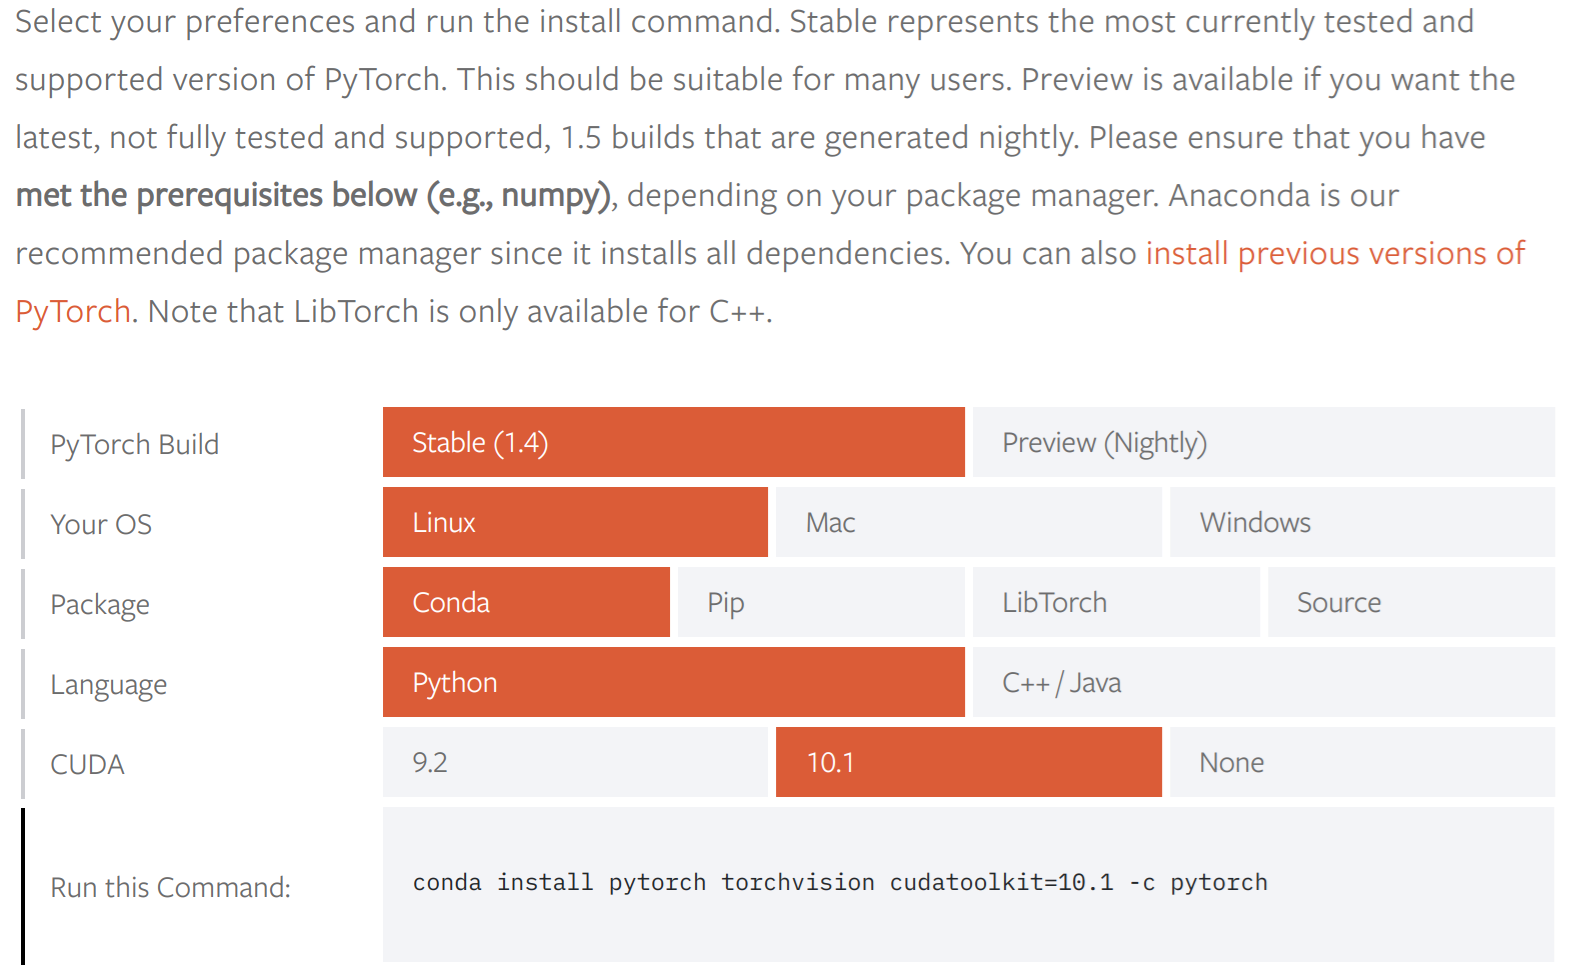 Select your preferences and run the install command. Stable represents the most currently tested and
supported version of PyTorch. This should be suitable for many users. Preview is available if you want the
latest, not fully tested and supported, 1.5 builds that are generated nightly. Please ensure that you have
met the prerequisites below (e.g., numpy), depending on your package manager. Anaconda is our
recommended package manager since it installs all dependencies. You can also install previous versions of
PyTorch. Note that LibTorch is only available for C++.
PyTorch Build Stable (1.4) Preview (Nightly)
Your OS Linux Mac Windows
Package Conda Pip LibTorch Source
Language Python C++ / Java
CUDA 9.2 10.1 None
Run this Command: conda install pytorch torchvision cudatoolkit=10.1 -c pytorch